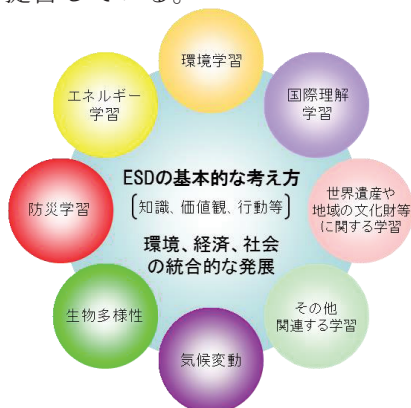 提言している。
環境学習
国際理解
学習
世界遺産や
地域の文化財等
に関する学習
その他
関連する学習
気候変動
生物多様性
防災学習
エネルギー
学習
ESDの基本的な考え方
〔知識、価値観、行動等〕
環境、経済、社会
の統合的な発展